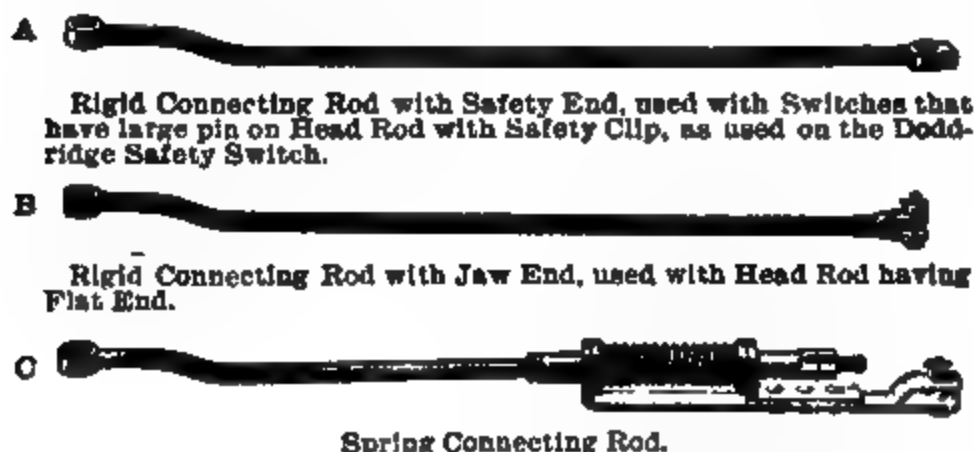 A
Rigid Connecting Rod with Safety End, used with Switches that
have large pin on Head Rod with Safety Clip, as used on the Dodd-
ridge Safety Switch.
B
Rigid Connecting Rod with Jaw End, used with Head Rod having
Flat End.
C
Spring Connecting Rod.